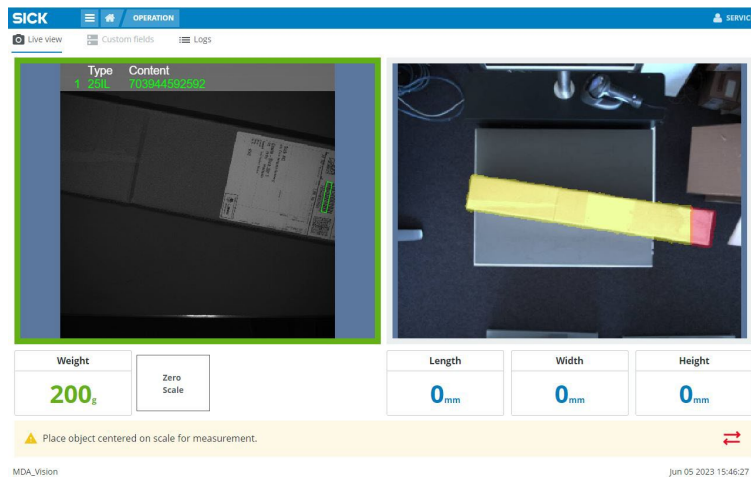 SICK
OPERATION
SERVIC
Live view
Custom fields
Logs
Type Content
1 25IL 703944592592
Weight
200g
Zero
Scale
Length
0mm
Width
0mm
Height
0mm
Place object centered on scale for measurement.
MDA_Vision
Jun 05 2023 15:46:27